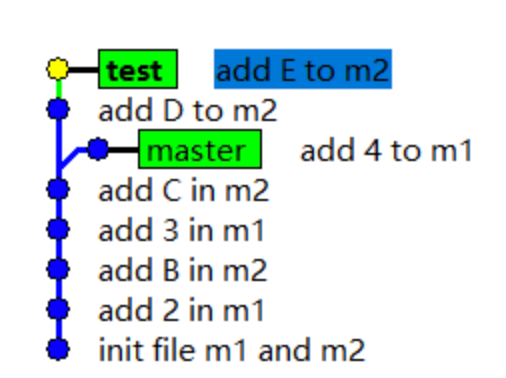 test add E to m2
add D to m2
master add 4 to m1
add C in m2
add 3 in m1
add B in m2
add 2 in m1
init file m1 and m2